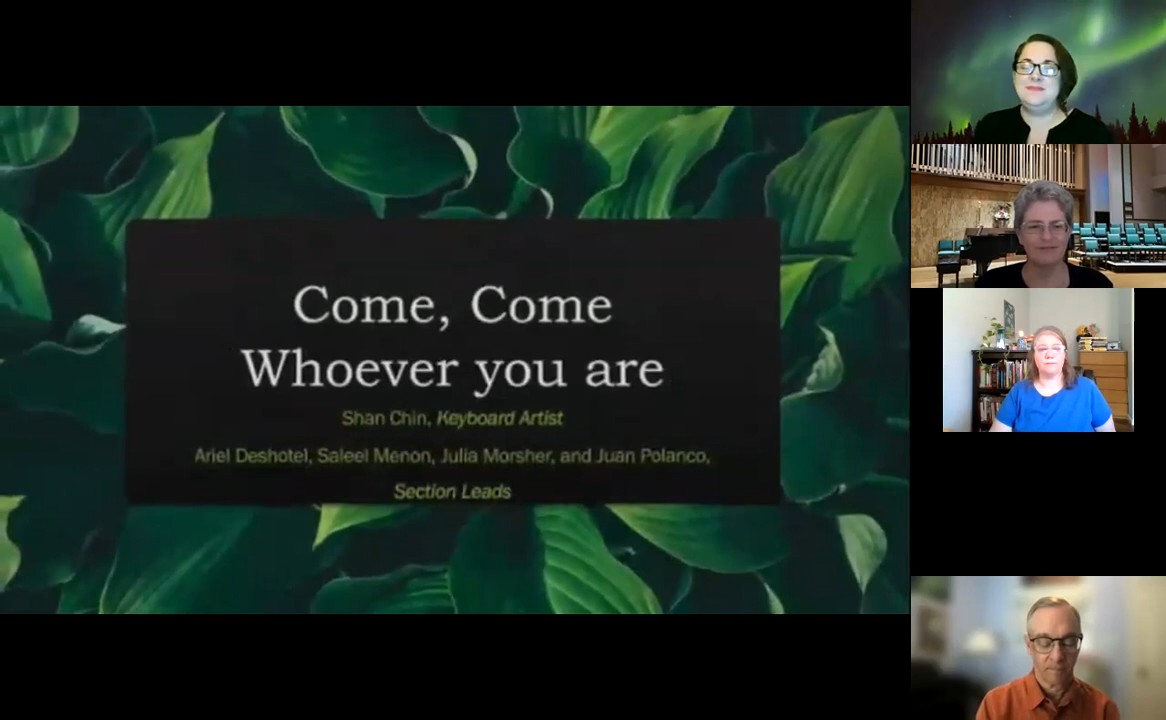 Come, Come
Whoever you are
Shan Chin, Keyboard Artist
Ariel Deshotel, Saleel Menon, Julia Morsher, and Juan Polanco,
Section Leads